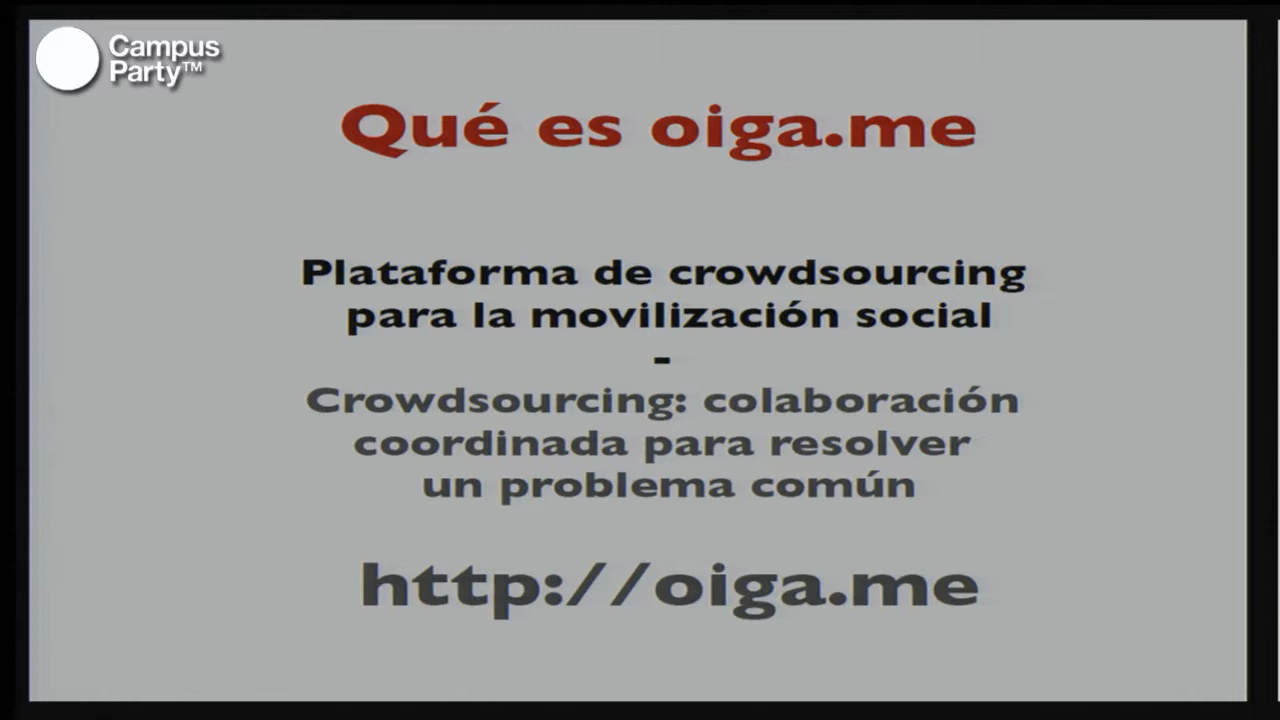 Campus
Party™
Qué es oiga.me
Plataforma de crowdsourcing
para la movilización social
-
Crowdsourcing: colaboración
coordinada para resolver
un problema común
http://oiga.me